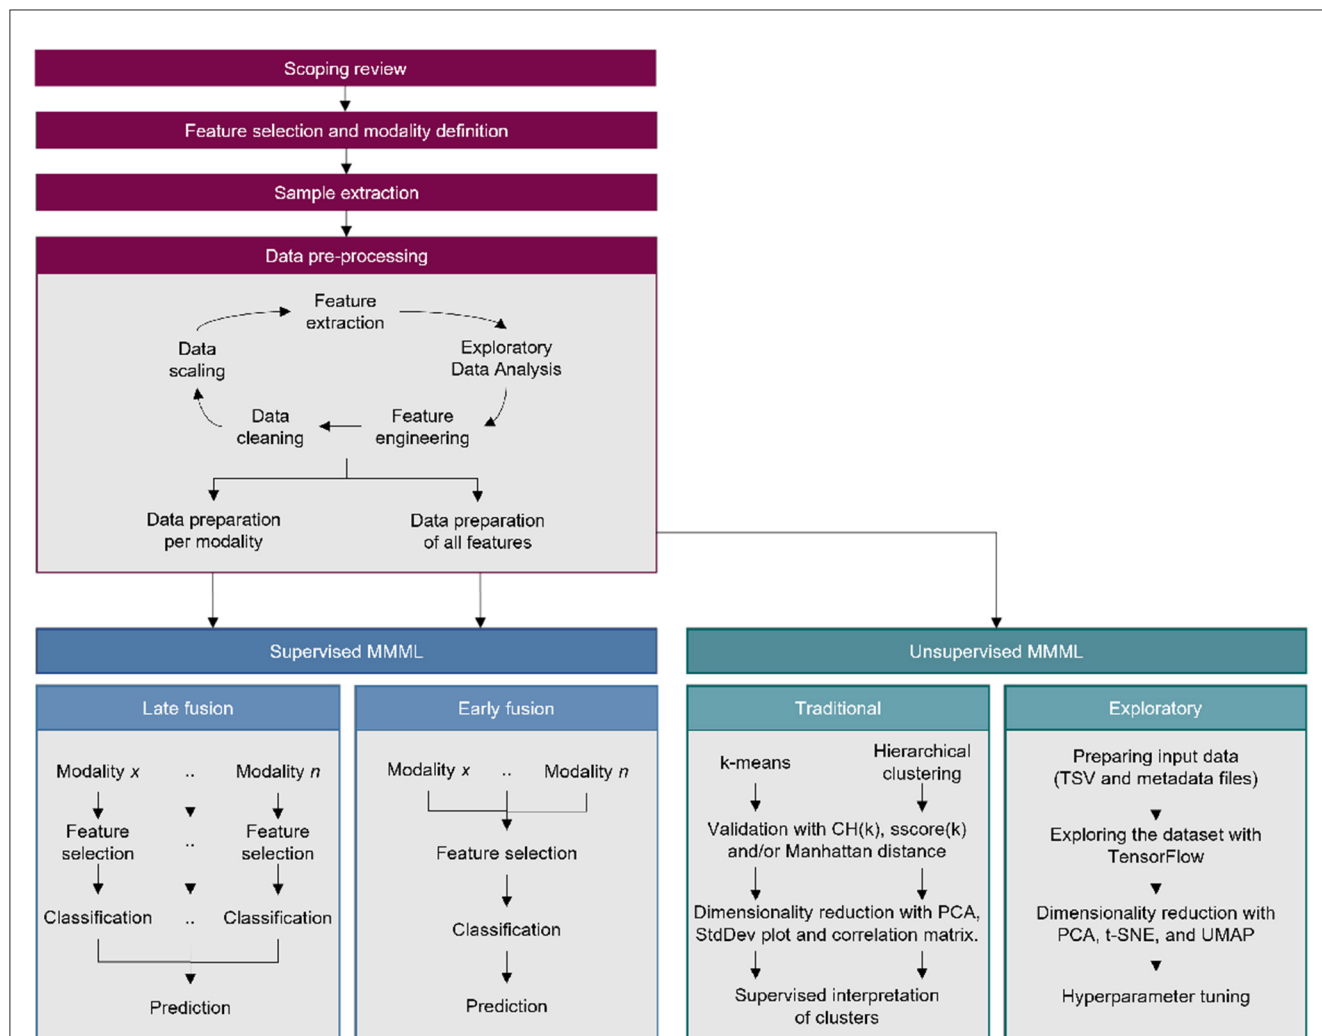 Scoping review
Feature selection and modality definition
Sample extraction
Data pre-processing
Feature
extraction
Exploratory
Data Analysis
Feature
engineering
Data
cleaning
Data
scaling
Data preparation
per modality
Data preparation
of all features
Supervised MMML
Late fusion
Modality x .. Modality n
Feature
selection
..
Feature
selection
Classification .. Classification
Prediction
Early fusion
Modality x .. Modality n
Feature selection
Classification
Prediction
Unsupervised MMML
Traditional
k-means
Hierarchical
clustering
Validation with CH(k), sscore(k)
and/or Manhattan distance
Dimensionality reduction with PCA,
StdDev plot and correlation matrix.
Supervised interpretation
of clusters
Exploratory
Preparing input data
(TSV and metadata files)
Exploring the dataset with
TensorFlow
Dimensionality reduction with
PCA, t-SNE, and UMAP
Hyperparameter tuning